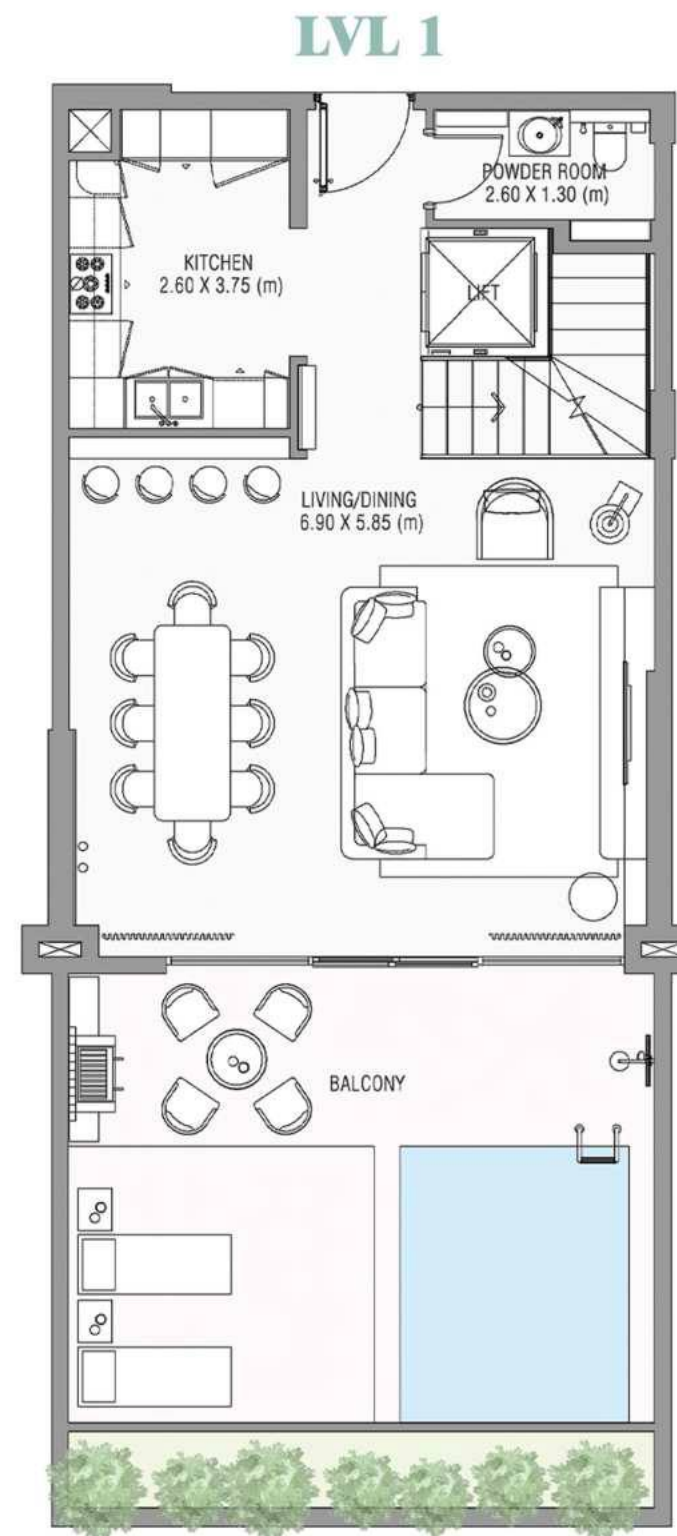 LVL 1
POWDER ROOM
2.60 X 1.30 (m)
KITCHEN
2.60 X 3.75 (m)
LIFT
LIVING/DINING
6.90 X 5.85 (m)
BALCONY